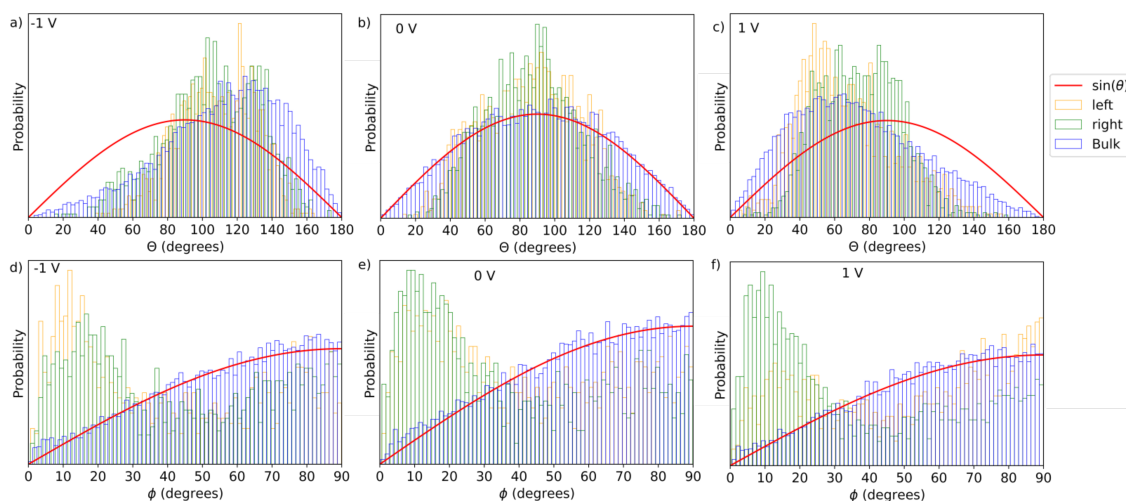 a) -1 V
Probability
0 20 40 60 80 100 120 140 160 180
Θ (degrees)
b) 0 V
Probability
0 20 40 60 80 100 120 140 160 180
Θ (degrees)
c) 1 V
Probability
0 20 40 60 80 100 120 140 160 180
Θ (degrees)
sin(θ)
left
right
Bulk
d) -1 V
Probability
0 10 20 30 40 50 60 70 80 90
ϕ (degrees)
e) 0 V
Probability
0 10 20 30 40 50 60 70 80 90
ϕ (degrees)
f) 1 V
Probability
0 10 20 30 40 50 60 70 80 90
ϕ (degrees)